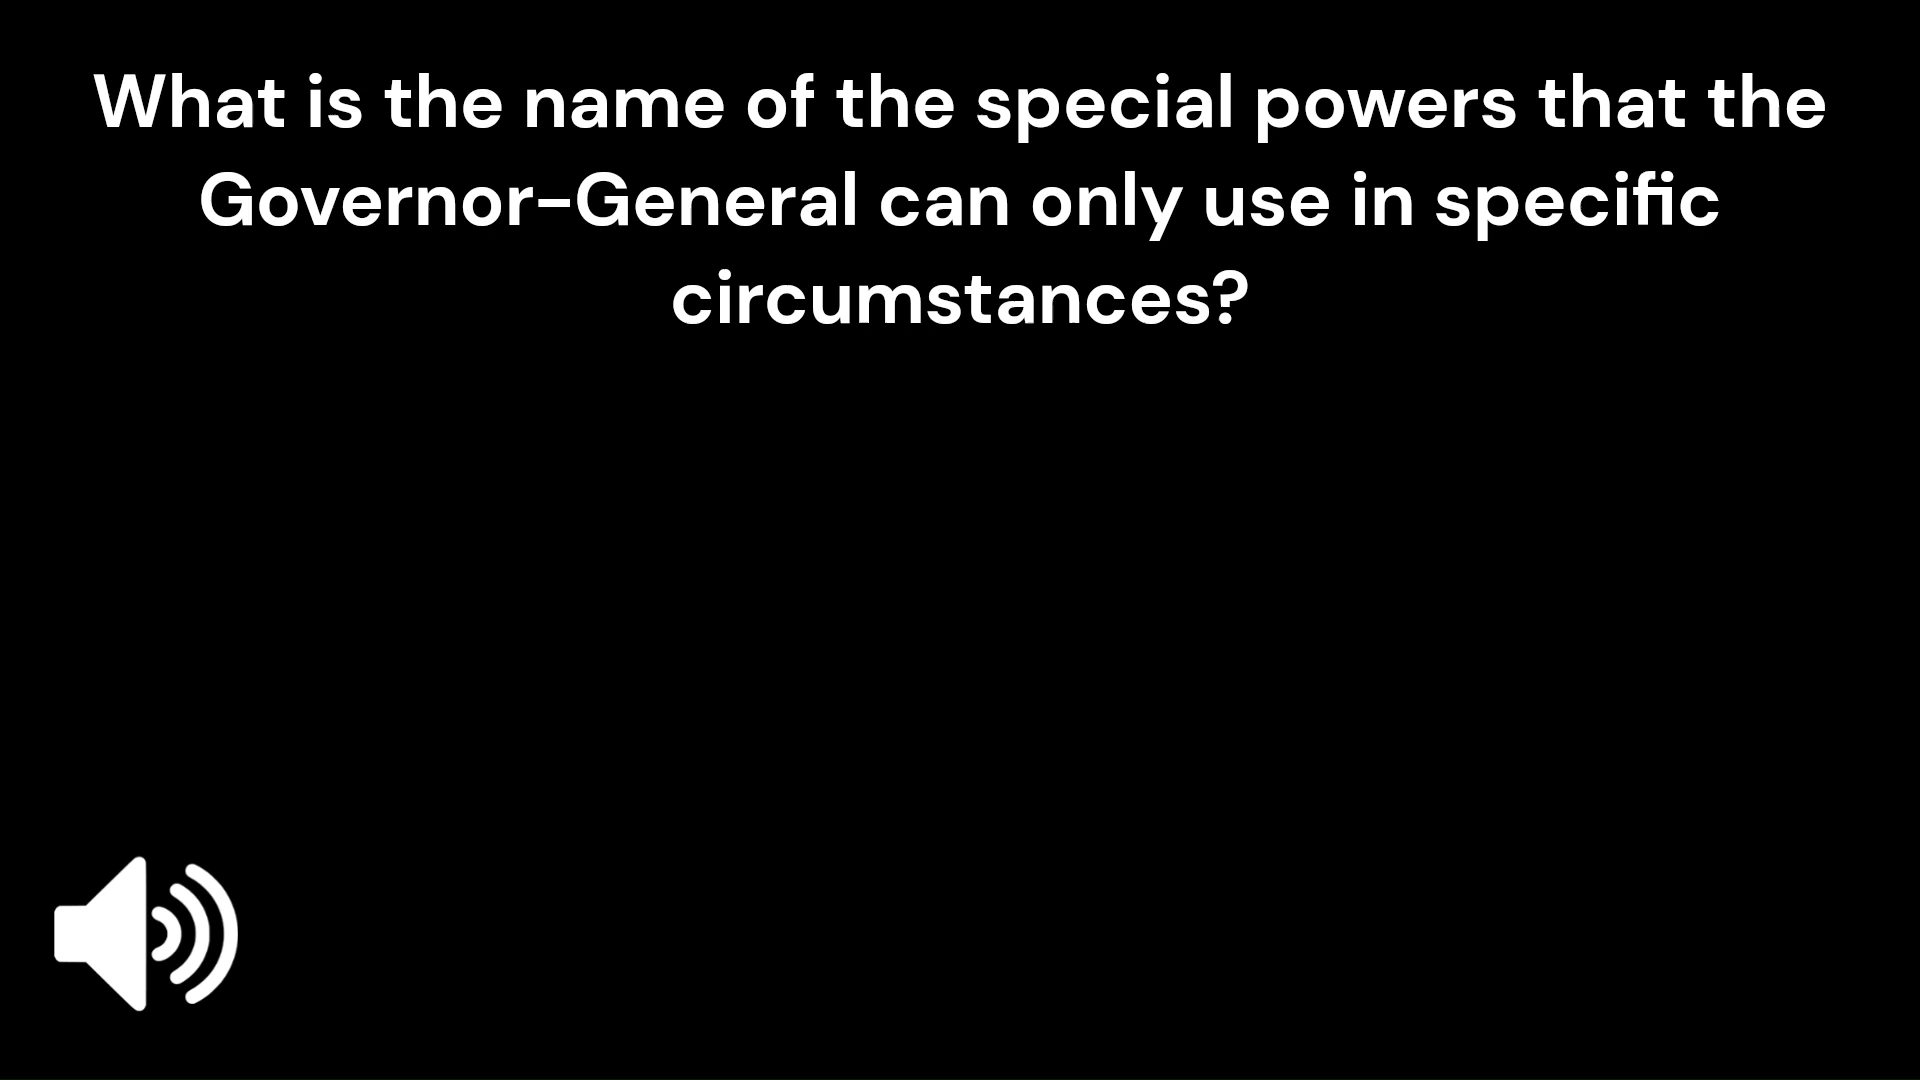 What is the name of the special powers that the
Governor-General can only use in specific
circumstances?